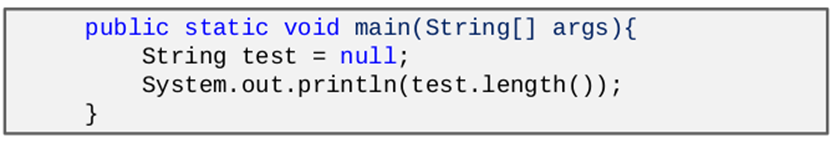 public static void main(String[] args){
    String test = null;
    System.out.println(test.length());
}